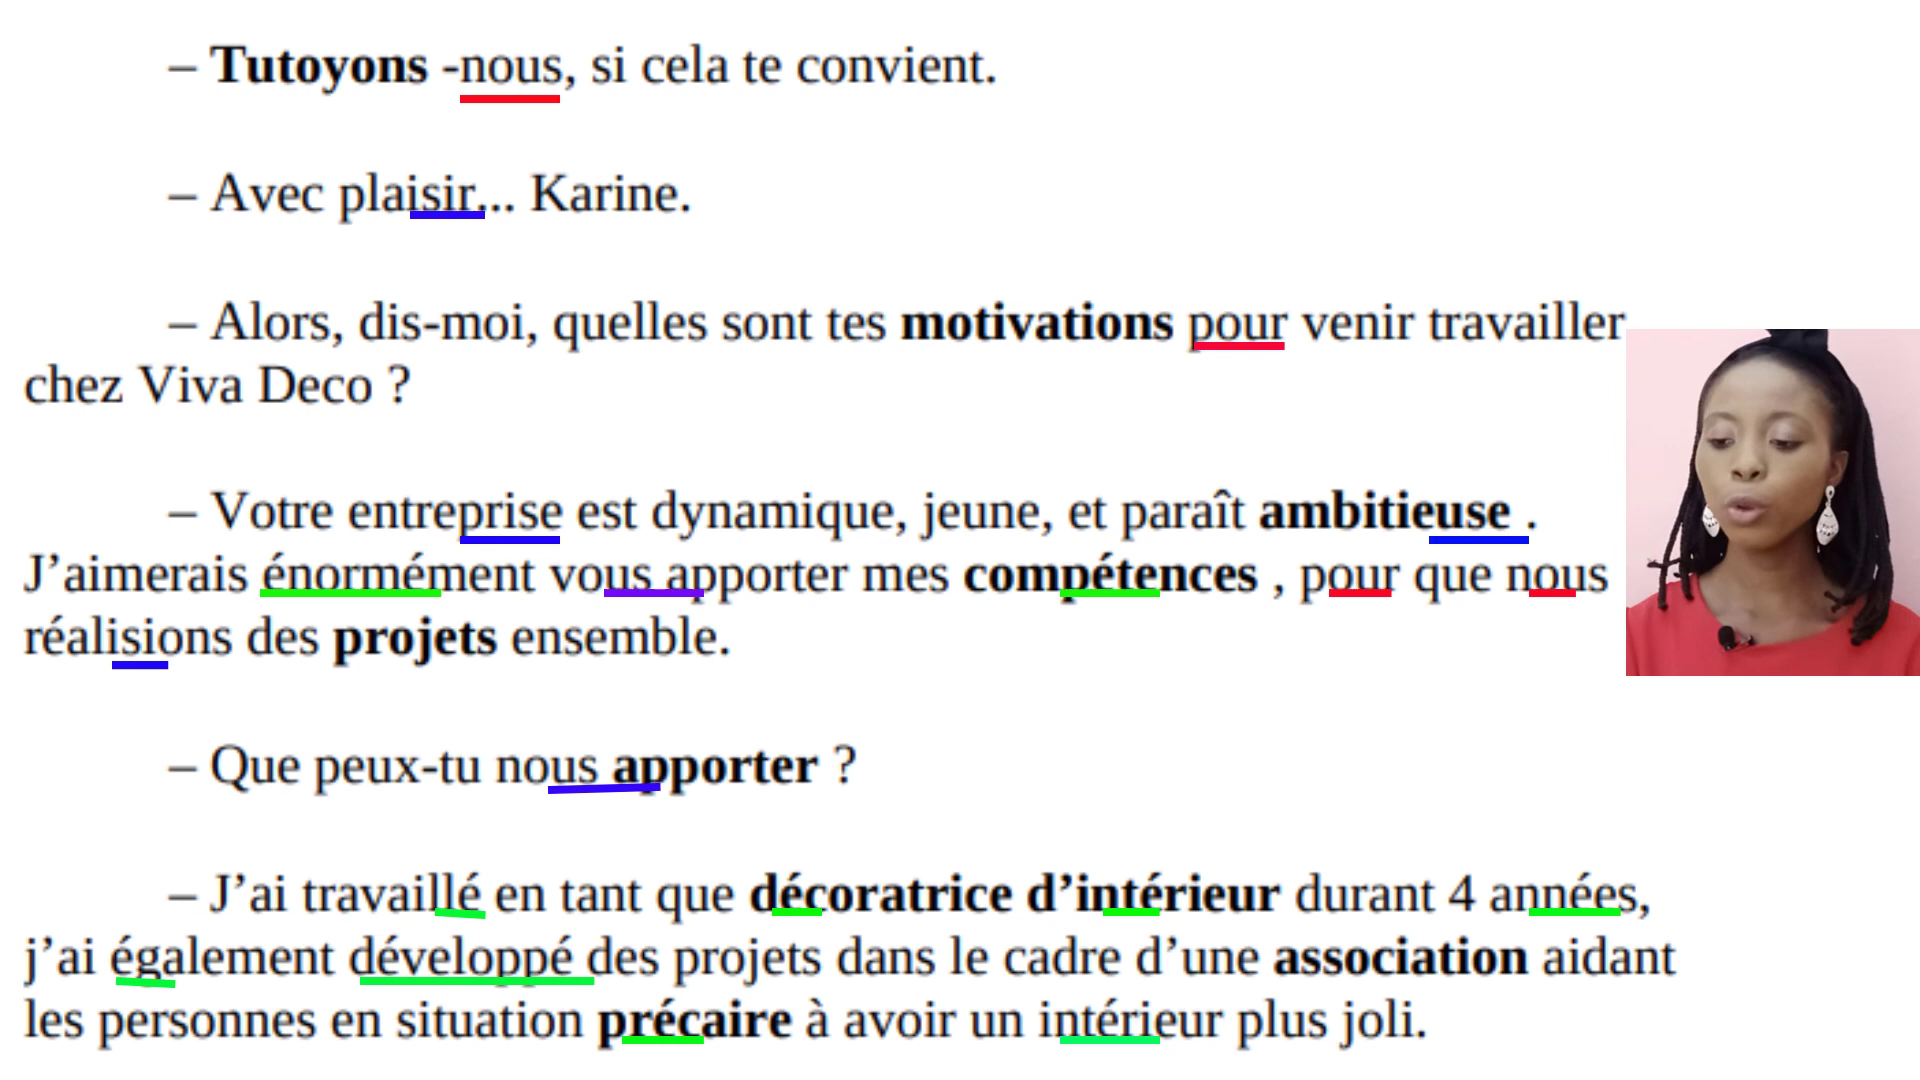 – Tutoyons -nous, si cela te convient.
– Avec plaisir... Karine.
– Alors, dis-moi, quelles sont tes motivations pour venir travailler
chez Viva Deco ?
– Votre entreprise est dynamique, jeune, et paraît ambitieuse .
J’aimerais énormément vous apporter mes compétences , pour que nous
réalisions des projets ensemble.
– Que peux-tu nous apporter ?
– J’ai travaillé en tant que décoratrice d’intérieur durant 4 années,
j’ai également développé des projets dans le cadre d’une association aidant
les personnes en situation précaire à avoir un intérieur plus joli.